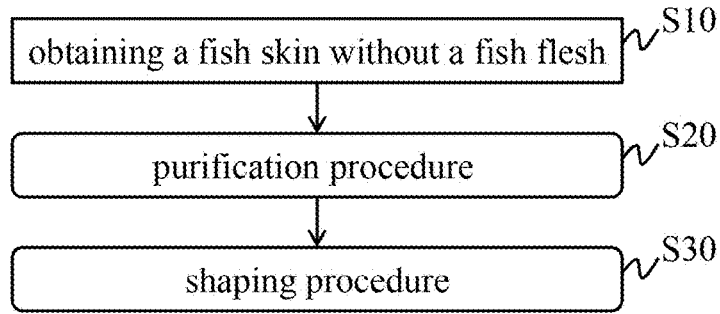 S10
obtaining a fish skin without a fish flesh
S20
purification procedure
S30
shaping procedure